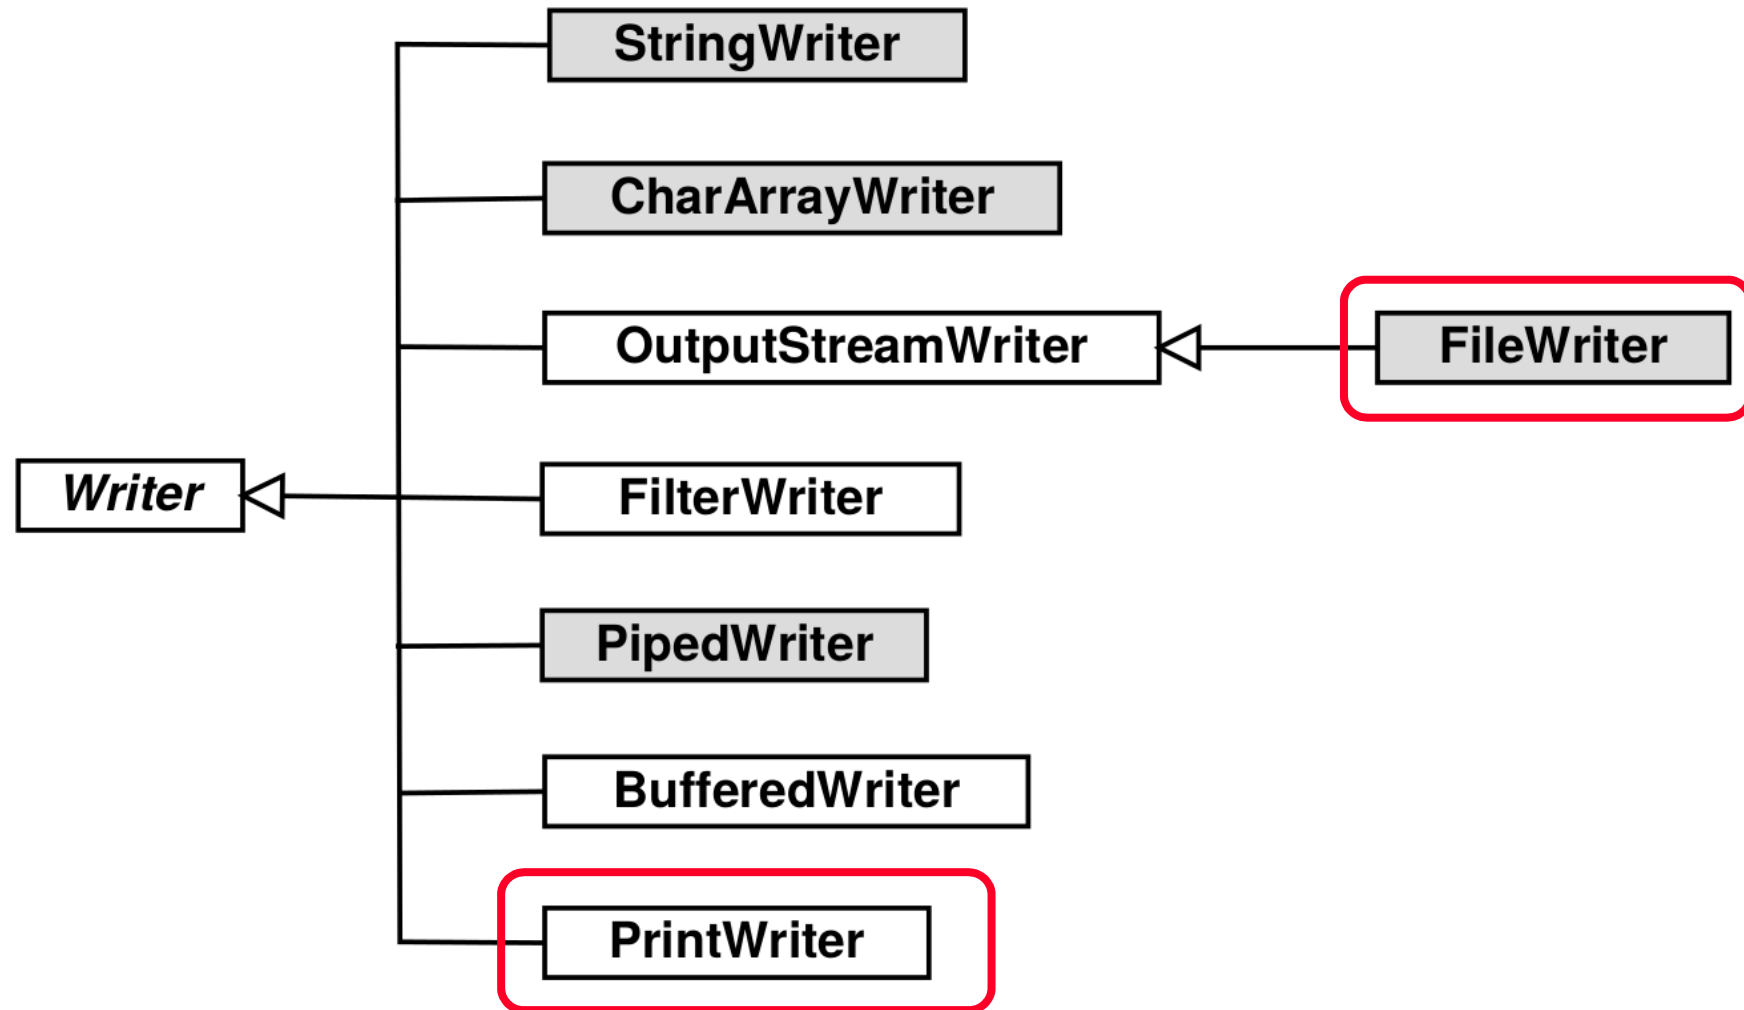 StringWriter
CharArrayWriter
OutputStreamWriter
FileWriter
Writer
FilterWriter
PipedWriter
BufferedWriter
PrintWriter